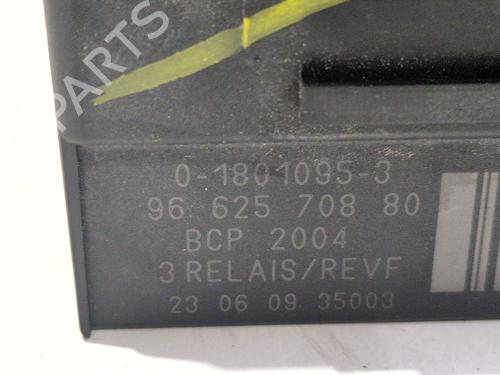 B-PARTS
0-1801095-3
96 625 708 80
BCP 2004
3 RELAIS/REVF
23 06 09 35003